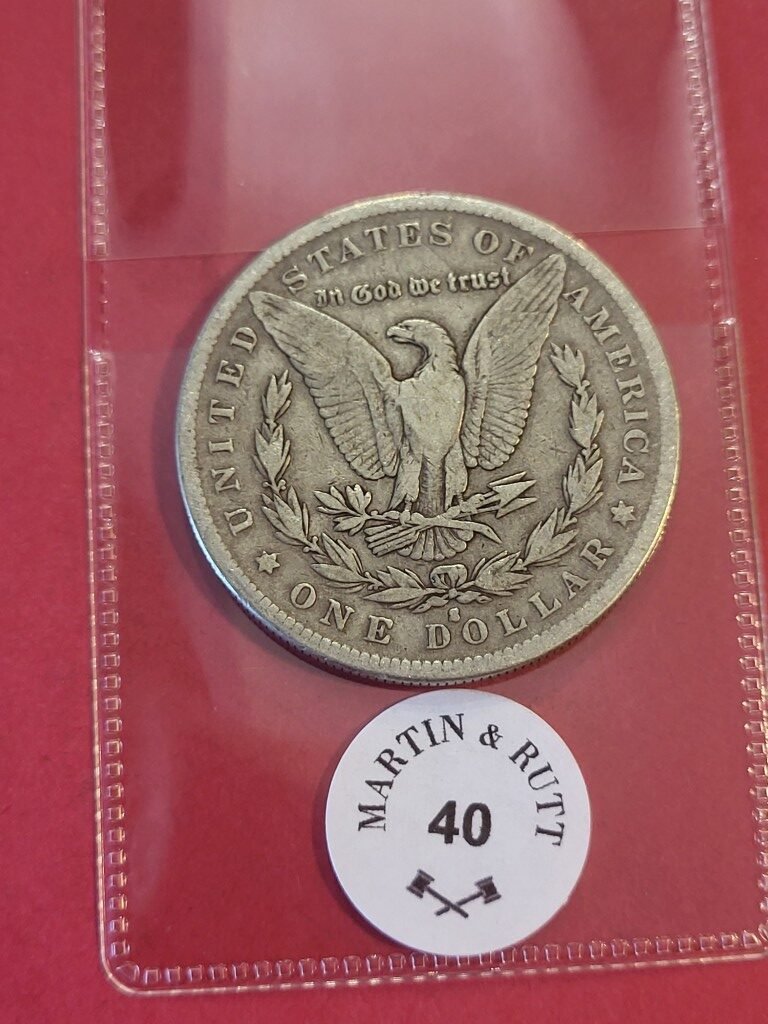 UNITED STATES OF AMERICA
In God we trust
S
ONE DOLLAR
MARTIN & RUTT
40